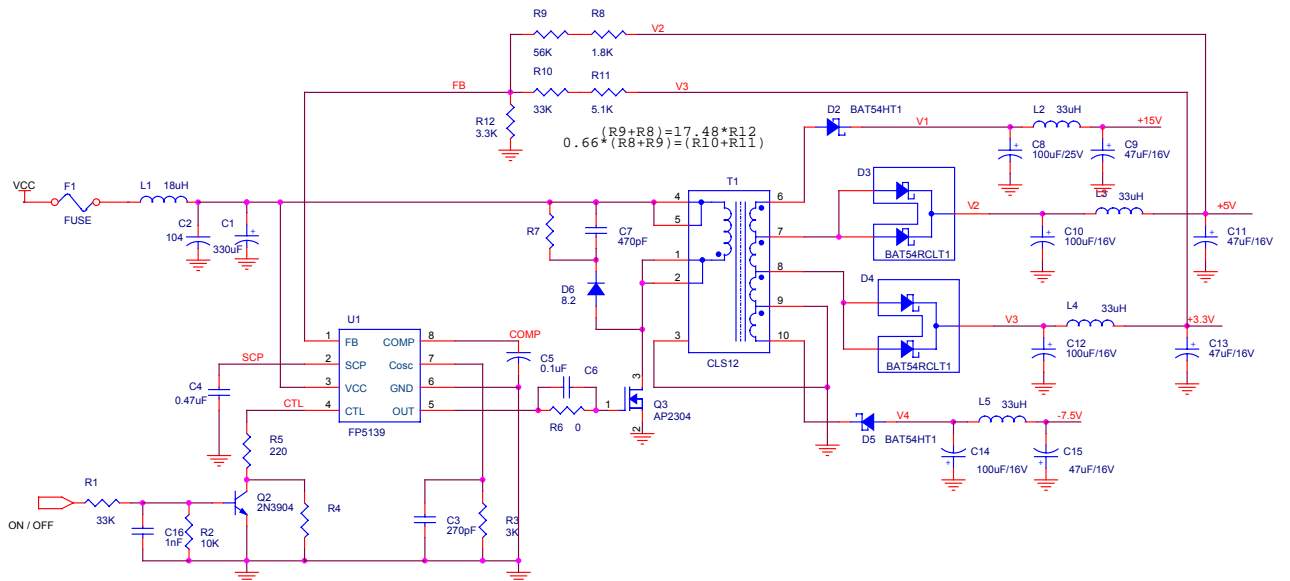 R9 R8 V2
56K 1.8K
R10 R11
FB V3
33K 5.1K
R12
3.3K
(R9+R8)=17.48*R12
0.66*(R8+R9)=(R10+R11)
D2 BAT54HT1
V1
L2 33uH
+15V
C8
100uF/25V
C9
47uF/16V
VCC
F1
FUSE
L1 18uH
C2
104
C1
330uF
+
R7
C7
470pF
D6
8.2
T1
4
5
1
2
3
6
7
8
9
10
CLS12
D3
BAT54RCLT1
V2
L3
33uH
+5V
C10
100uF/16V
C11
47uF/16V
D4
BAT54RCLT1
V3
L4
33uH
+3.3V
C12
100uF/16V
C13
47uF/16V
D5 BAT54HT1
V4
L5
33uH
-7.5V
C14
100uF/16V
C15
47uF/16V
U1
1 FB COMP 8
2 SCP Cosc 7
3 VCC GND 6
4 CTL OUT 5
FP5139
SCP
CTL
COMP
C4
0.47uF
C5
0.1uF
C6
R6 0
1
3
2
Q3
AP2304
R5
220
R1
33K
ON / OFF
Q2
2N3904
C16
1nF
R2
10K
R4
C3
270pF
R3
3K